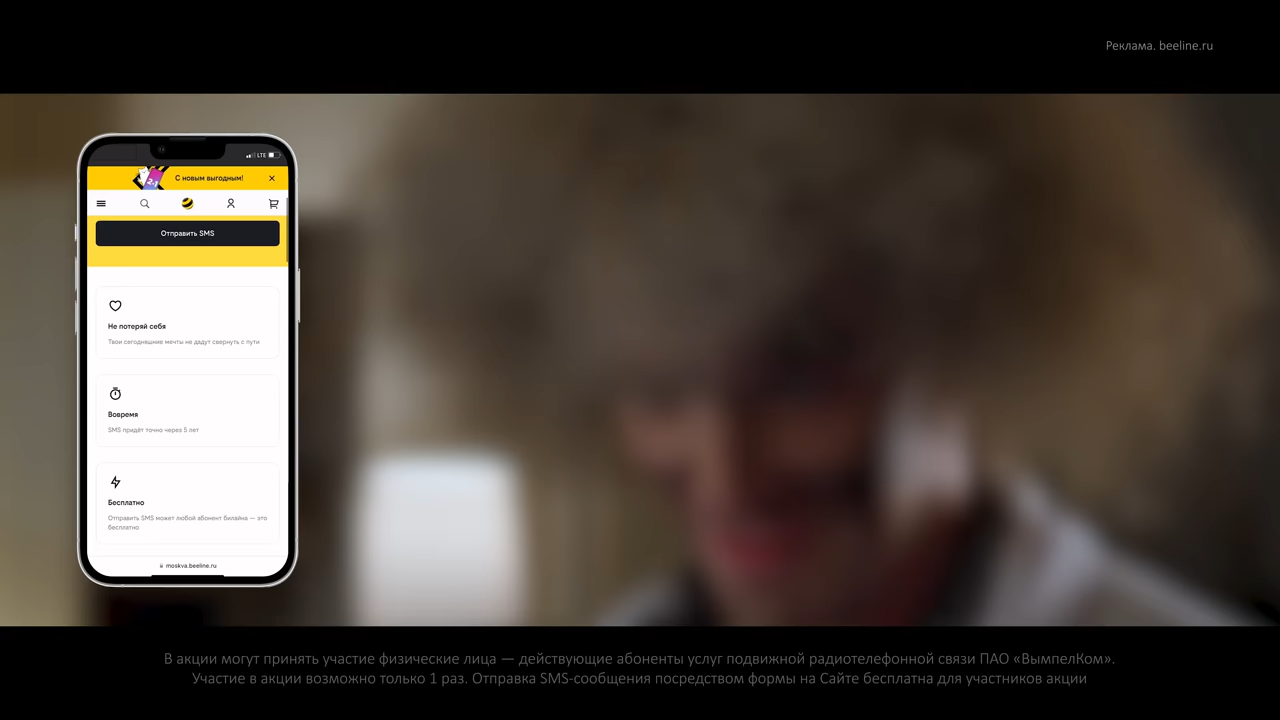 Реклама. beeline.ru
LTE
С новым выгодным!
Отправить SMS
Не потеряй себя
Твои сегодняшние мечты не дадут свернуть с пути
Вовремя
SMS придёт точно через 5 лет
Бесплатно
Отправить SMS может любой абонент билайна — это
бесплатно
moskva.beeline.ru
В акции могут принять участие физические лица — действующие абоненты услуг подвижной радиотелефонной связи ПАО «ВымпелКом».
Участие в акции возможно только 1 раз. Отправка SMS-сообщения посредством формы на Сайте бесплатна для участников акции